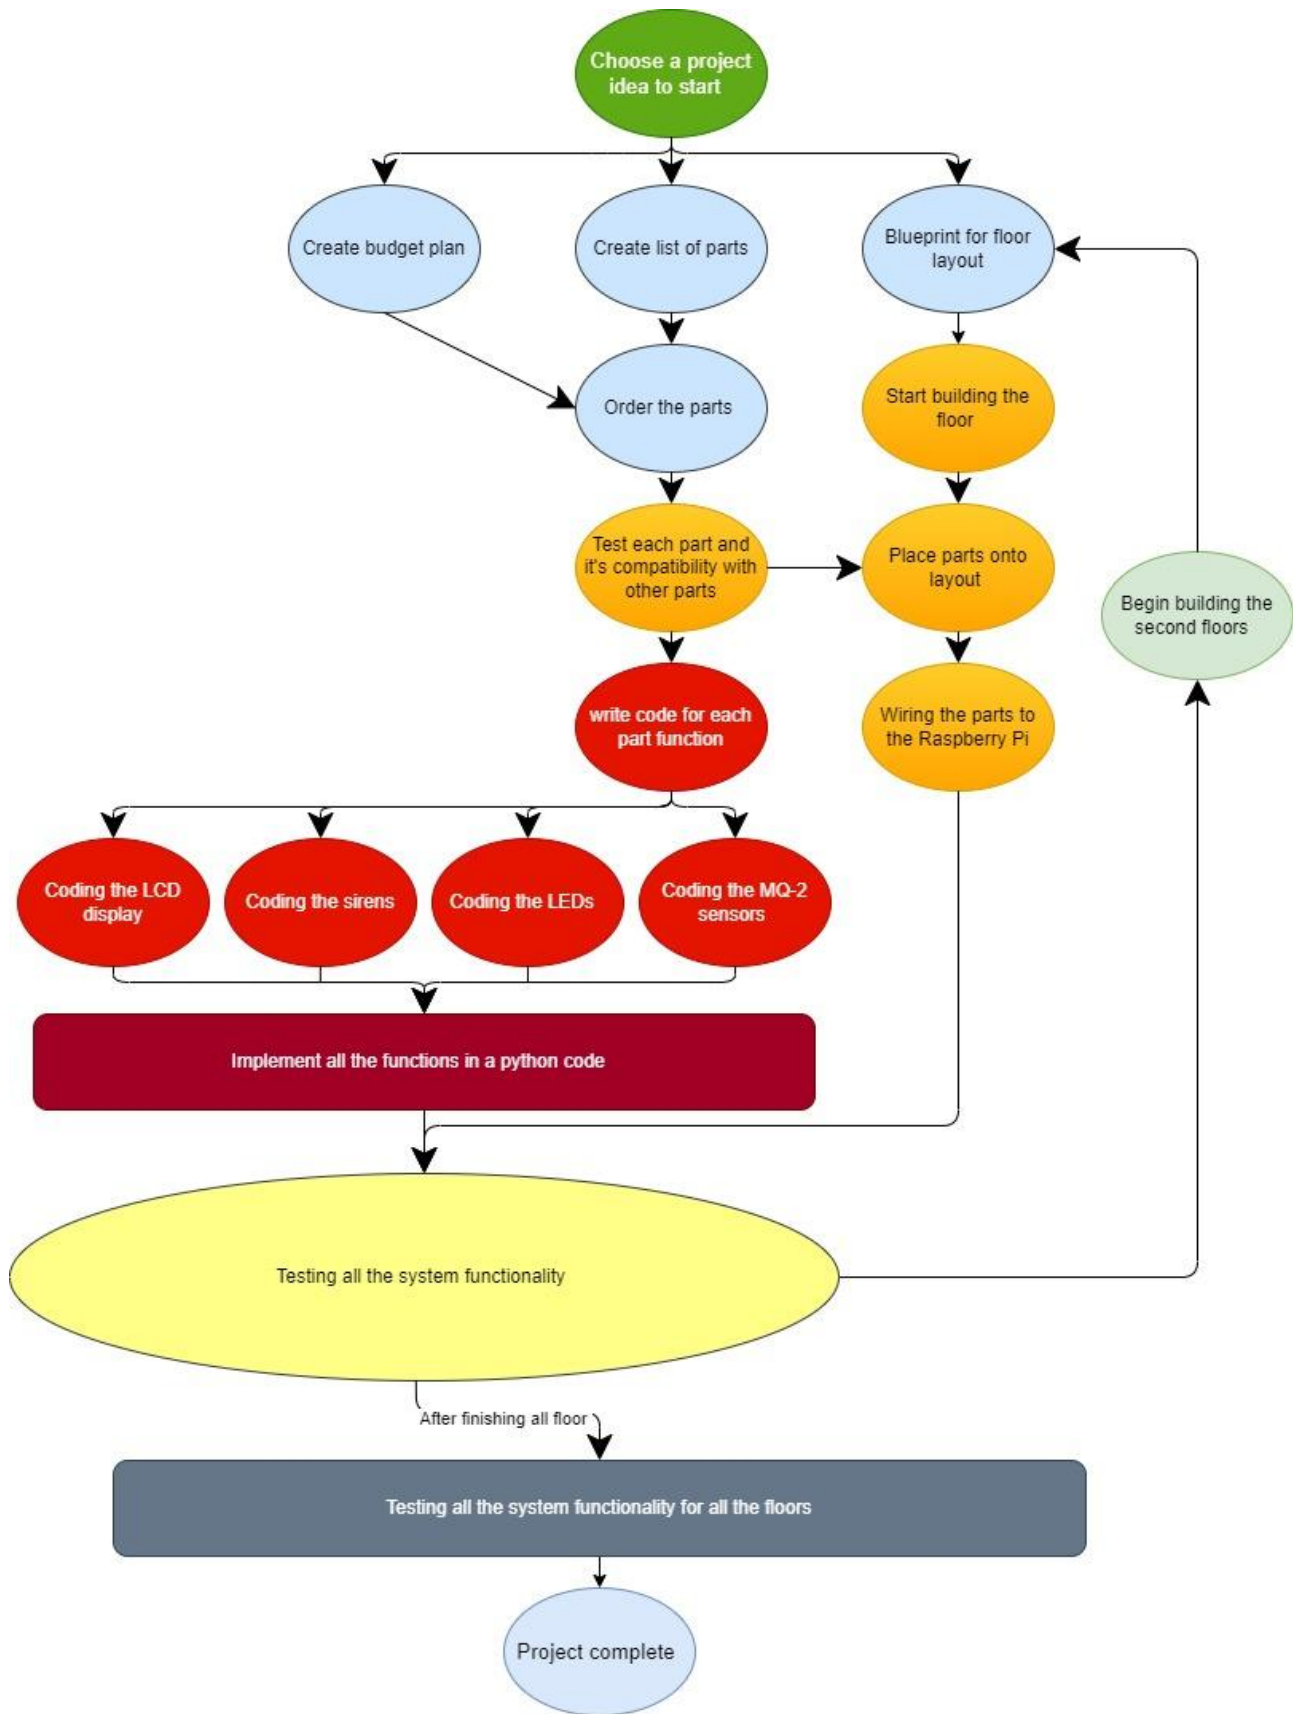 Choose a project
idea to start
Create budget plan
Create list of parts
Blueprint for floor
layout
Order the parts
Start building the
floor
Test each part and
it's compatibility with
other parts
Place parts onto
layout
Begin building the
second floors
write code for each
part function
Wiring the parts to
the Raspberry Pi
Coding the LCD
display
Coding the sirens
Coding the LEDs
Coding the MQ-2
sensors
Implement all the functions in a python code
Testing all the system functionality
After finishing all floor
Testing all the system functionality for all the floors
Project complete